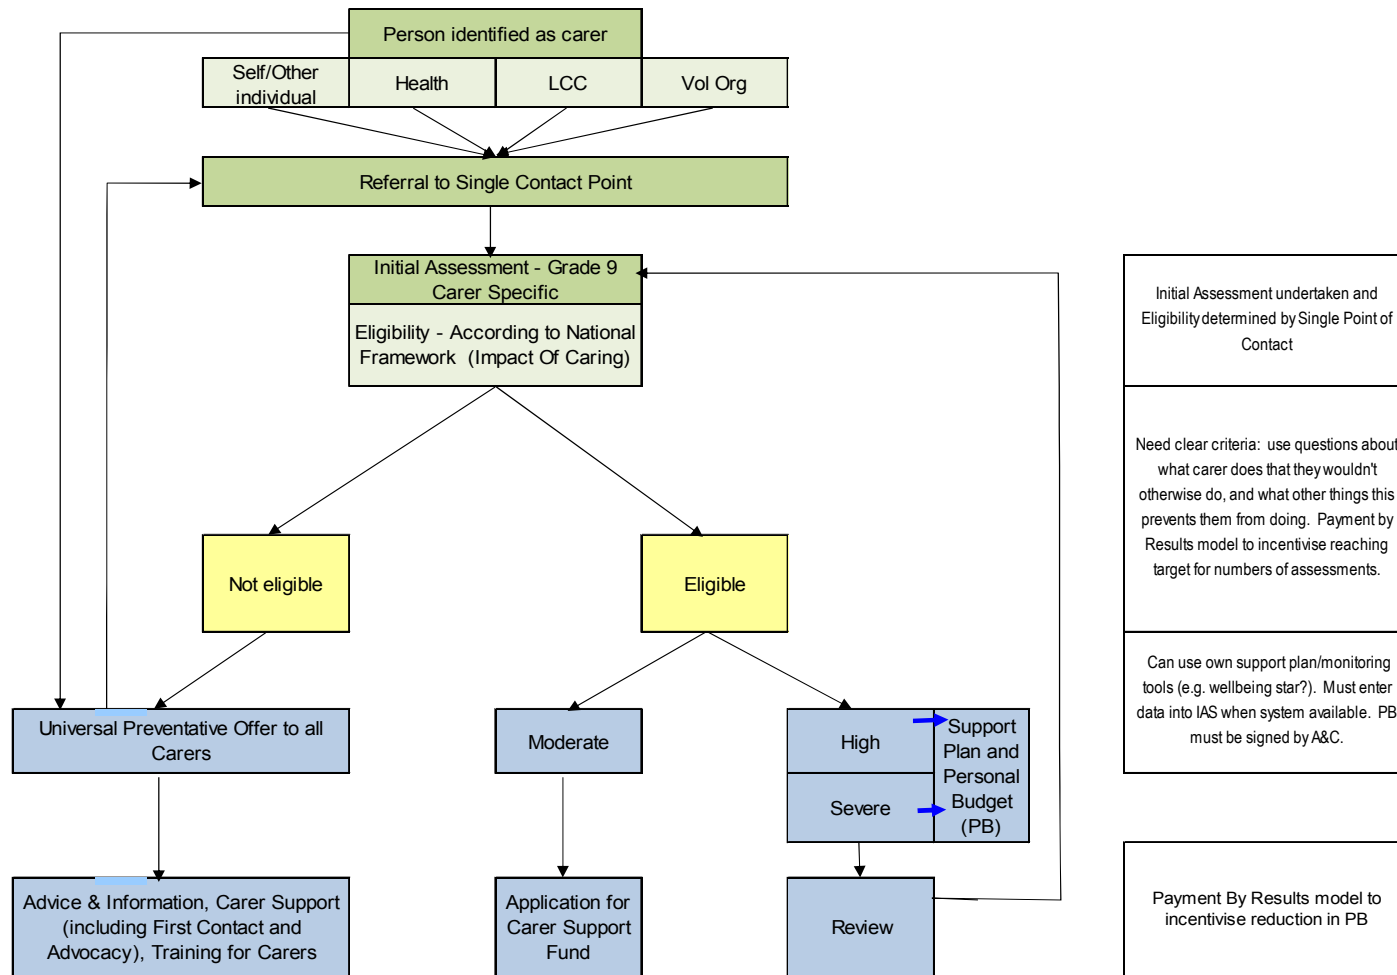 Person identified as carer
Self/Other
individual
Health
LCC
Vol Org
Referral to Single Contact Point
Initial Assessment - Grade 9
Carer Specific
Eligibility - According to National
Framework (Impact Of Caring)
Initial Assessment undertaken and
Eligibility determined by Single Point of
Contact
Need clear criteria: use questions about
what carer does that they wouldn't
otherwise do, and what other things this
prevents them from doing. Payment by
Results model to incentivise reaching
target for numbers of assessments.
Not eligible
Eligible
Can use own support plan/monitoring
tools (e.g. wellbeing star?). Must enter
data into IAS when system available. PB
must be signed by A&C.
Universal Preventative Offer to all
Carers
Moderate
High
Severe
Support
Plan and
Personal
Budget
(PB)
Advice & Information, Carer Support
(including First Contact and
Advocacy), Training for Carers
Application for
Carer Support
Fund
Review
Payment By Results model to
incentivise reduction in PB